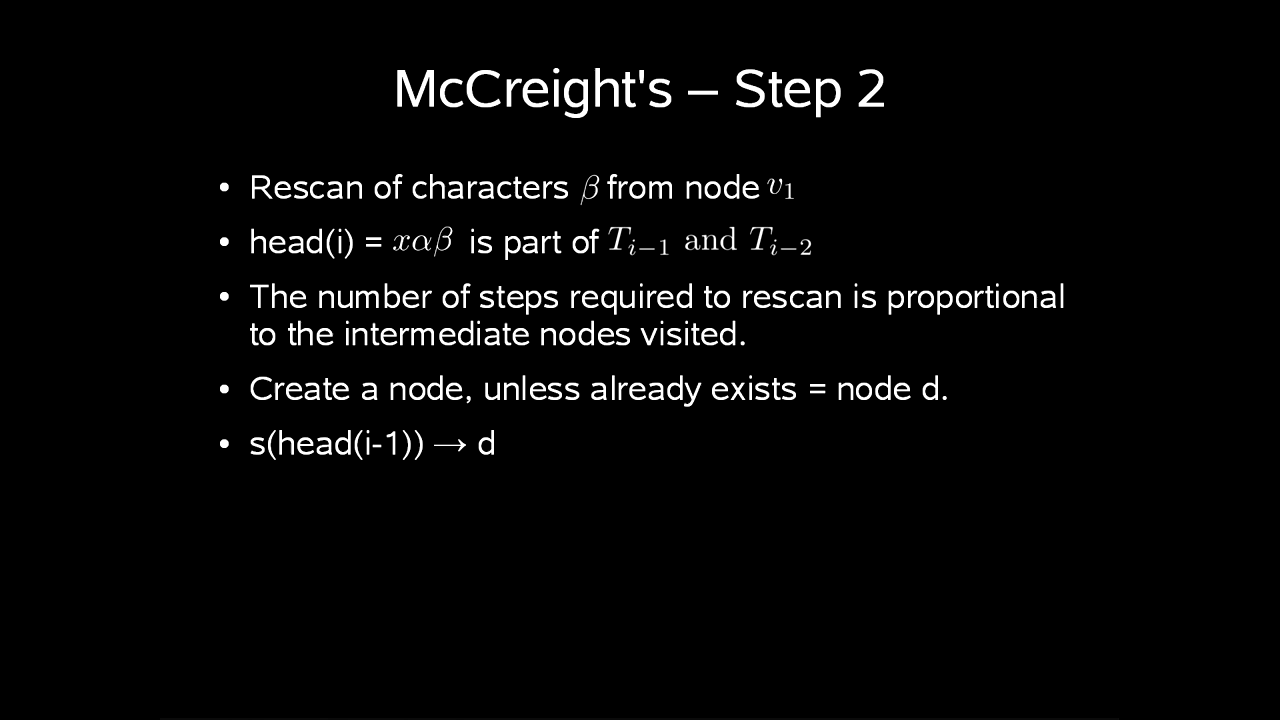 McCreight's – Step 2
• Rescan of characters β from node v₁
• head(i) = xαβ is part of Tᵢ₋₁ and Tᵢ₋₂
• The number of steps required to rescan is proportional
to the intermediate nodes visited.
• Create a node, unless already exists = node d.
• s(head(i-1)) → d